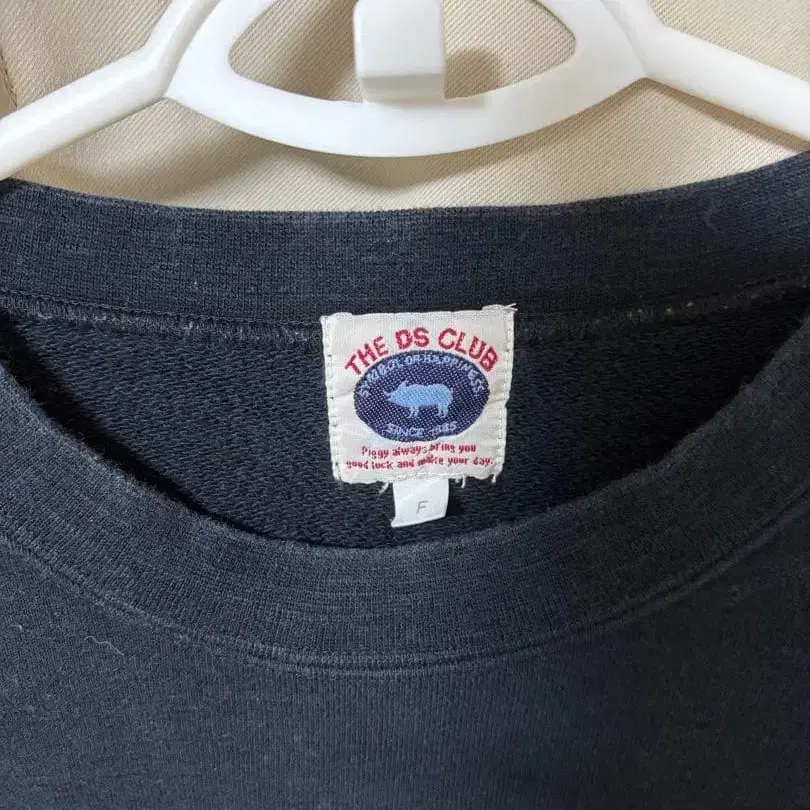 THE DS CLUB
SYMBOL OF HAPPINESS
SINCE 1985
Piggy always bring you
good luck and make your day.
F